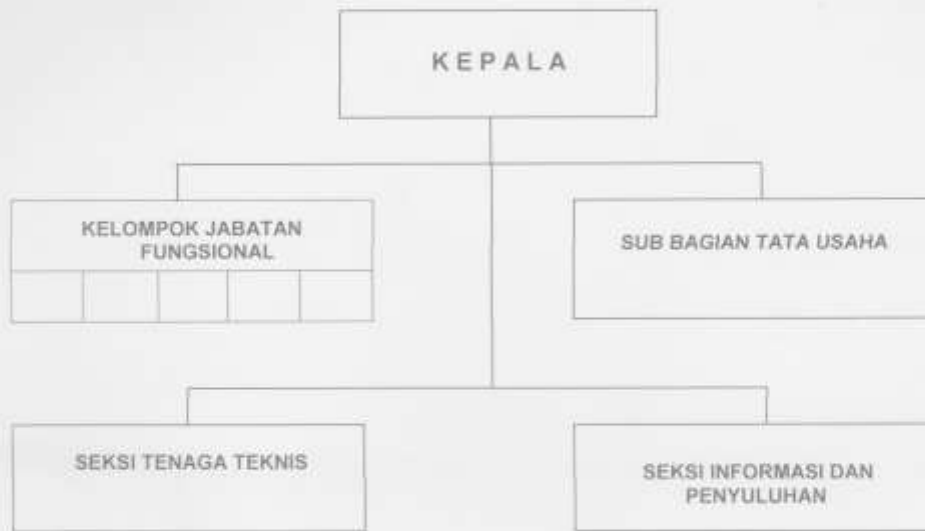 KEPALA
KELOMPOK JABATAN
FUNGSIONAL
SUB BAGIAN TATA USAHA
SEKSI TENAGA TEKNIS
SEKSI INFORMASI DAN
PENYULUHAN